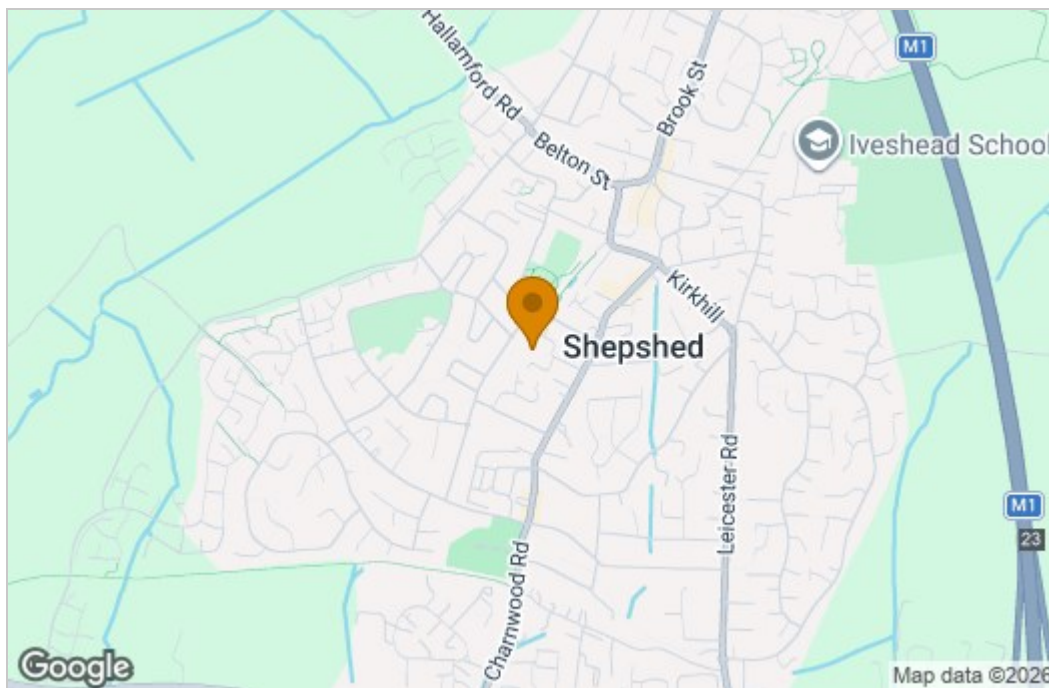 M1
Hallamford Rd
Brook St
Belton St
Iveshead School
Kirkhill
Shepshed
Leicester Rd
M1
23
Charnwood Rd
Google
Map data ©2026